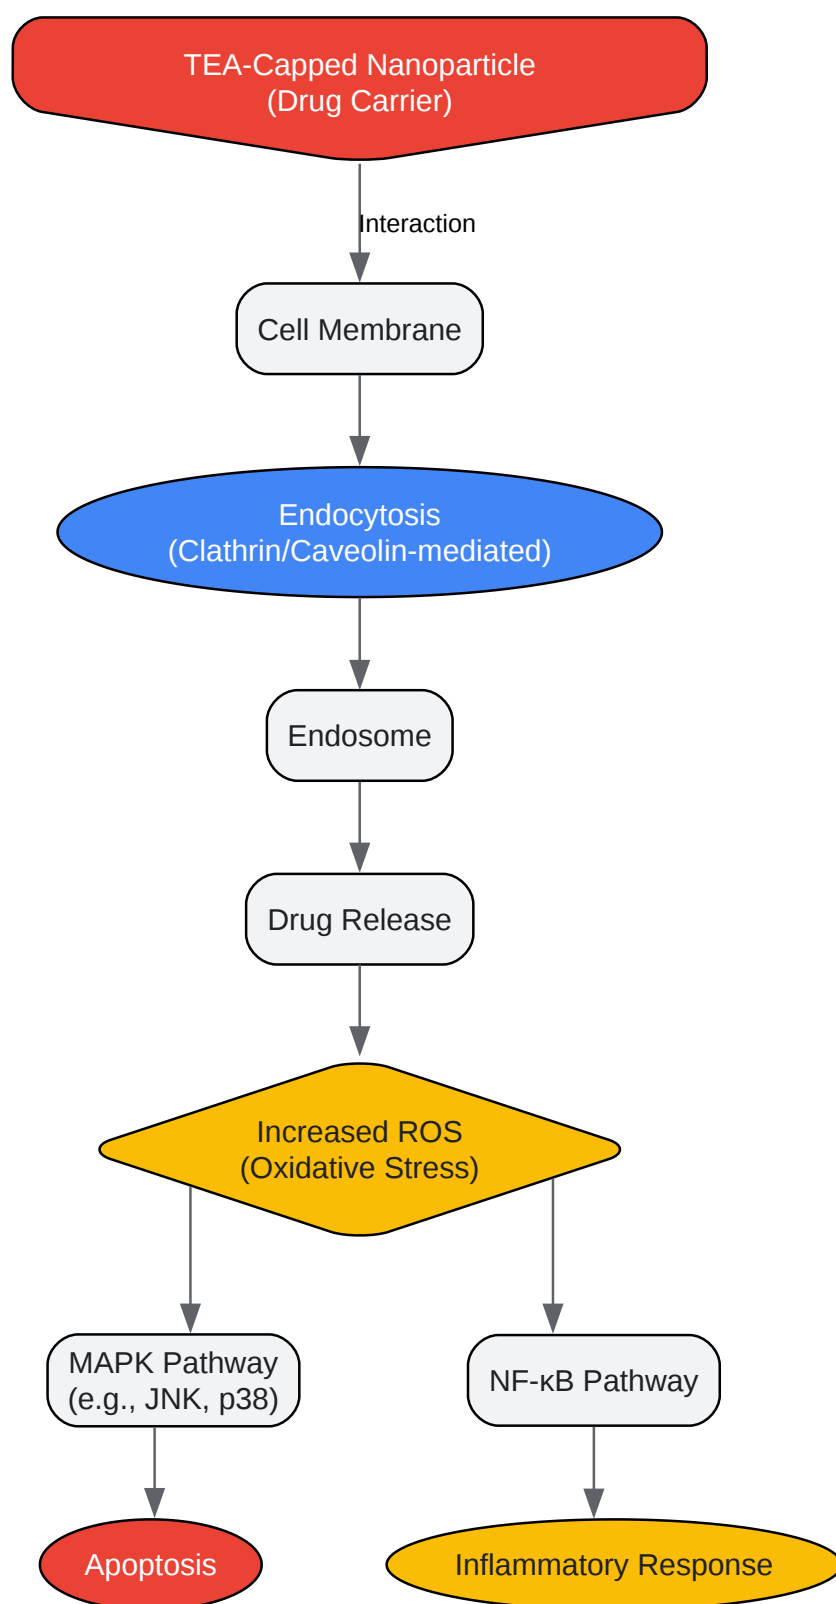 TEA-Capped Nanoparticle
(Drug Carrier)
Interaction
Cell Membrane
Endocytosis
(Clathrin/Caveolin-mediated)
Endosome
Drug Release
Increased ROS
(Oxidative Stress)
MAPK Pathway
(e.g., JNK, p38)
NF-κB Pathway
Apoptosis
Inflammatory Response